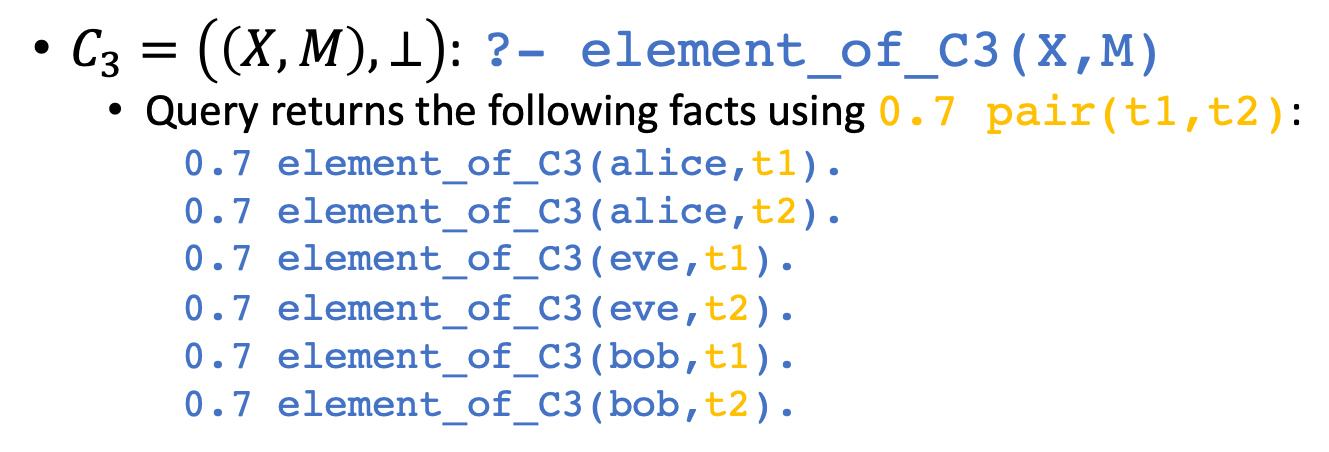 • C₃ = ((X, M), ⊥): ?- element_of_C3(X,M)
• Query returns the following facts using 0.7 pair(t1,t2):
0.7 element_of_C3(alice,t1).
0.7 element_of_C3(alice,t2).
0.7 element_of_C3(eve,t1).
0.7 element_of_C3(eve,t2).
0.7 element_of_C3(bob,t1).
0.7 element_of_C3(bob,t2).